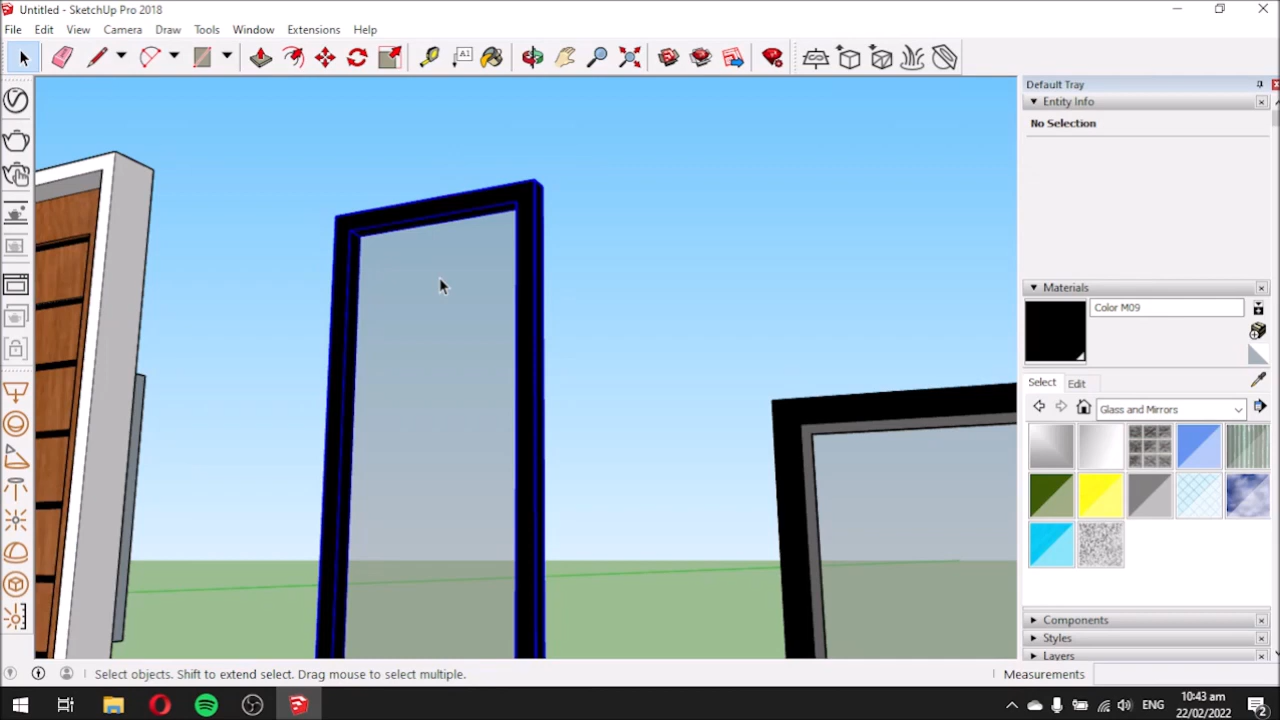 Untitled - SketchUp Pro 2018
File Edit View Camera Draw Tools Window Extensions Help
A1
Default Tray
Entity Info
No Selection
Materials
Color M09
Select Edit
Glass and Mirrors
Components
Styles
Layers
Select objects. Shift to extend select. Drag mouse to select multiple.
Measurements
ENG
10:43 am
22/02/2022
2